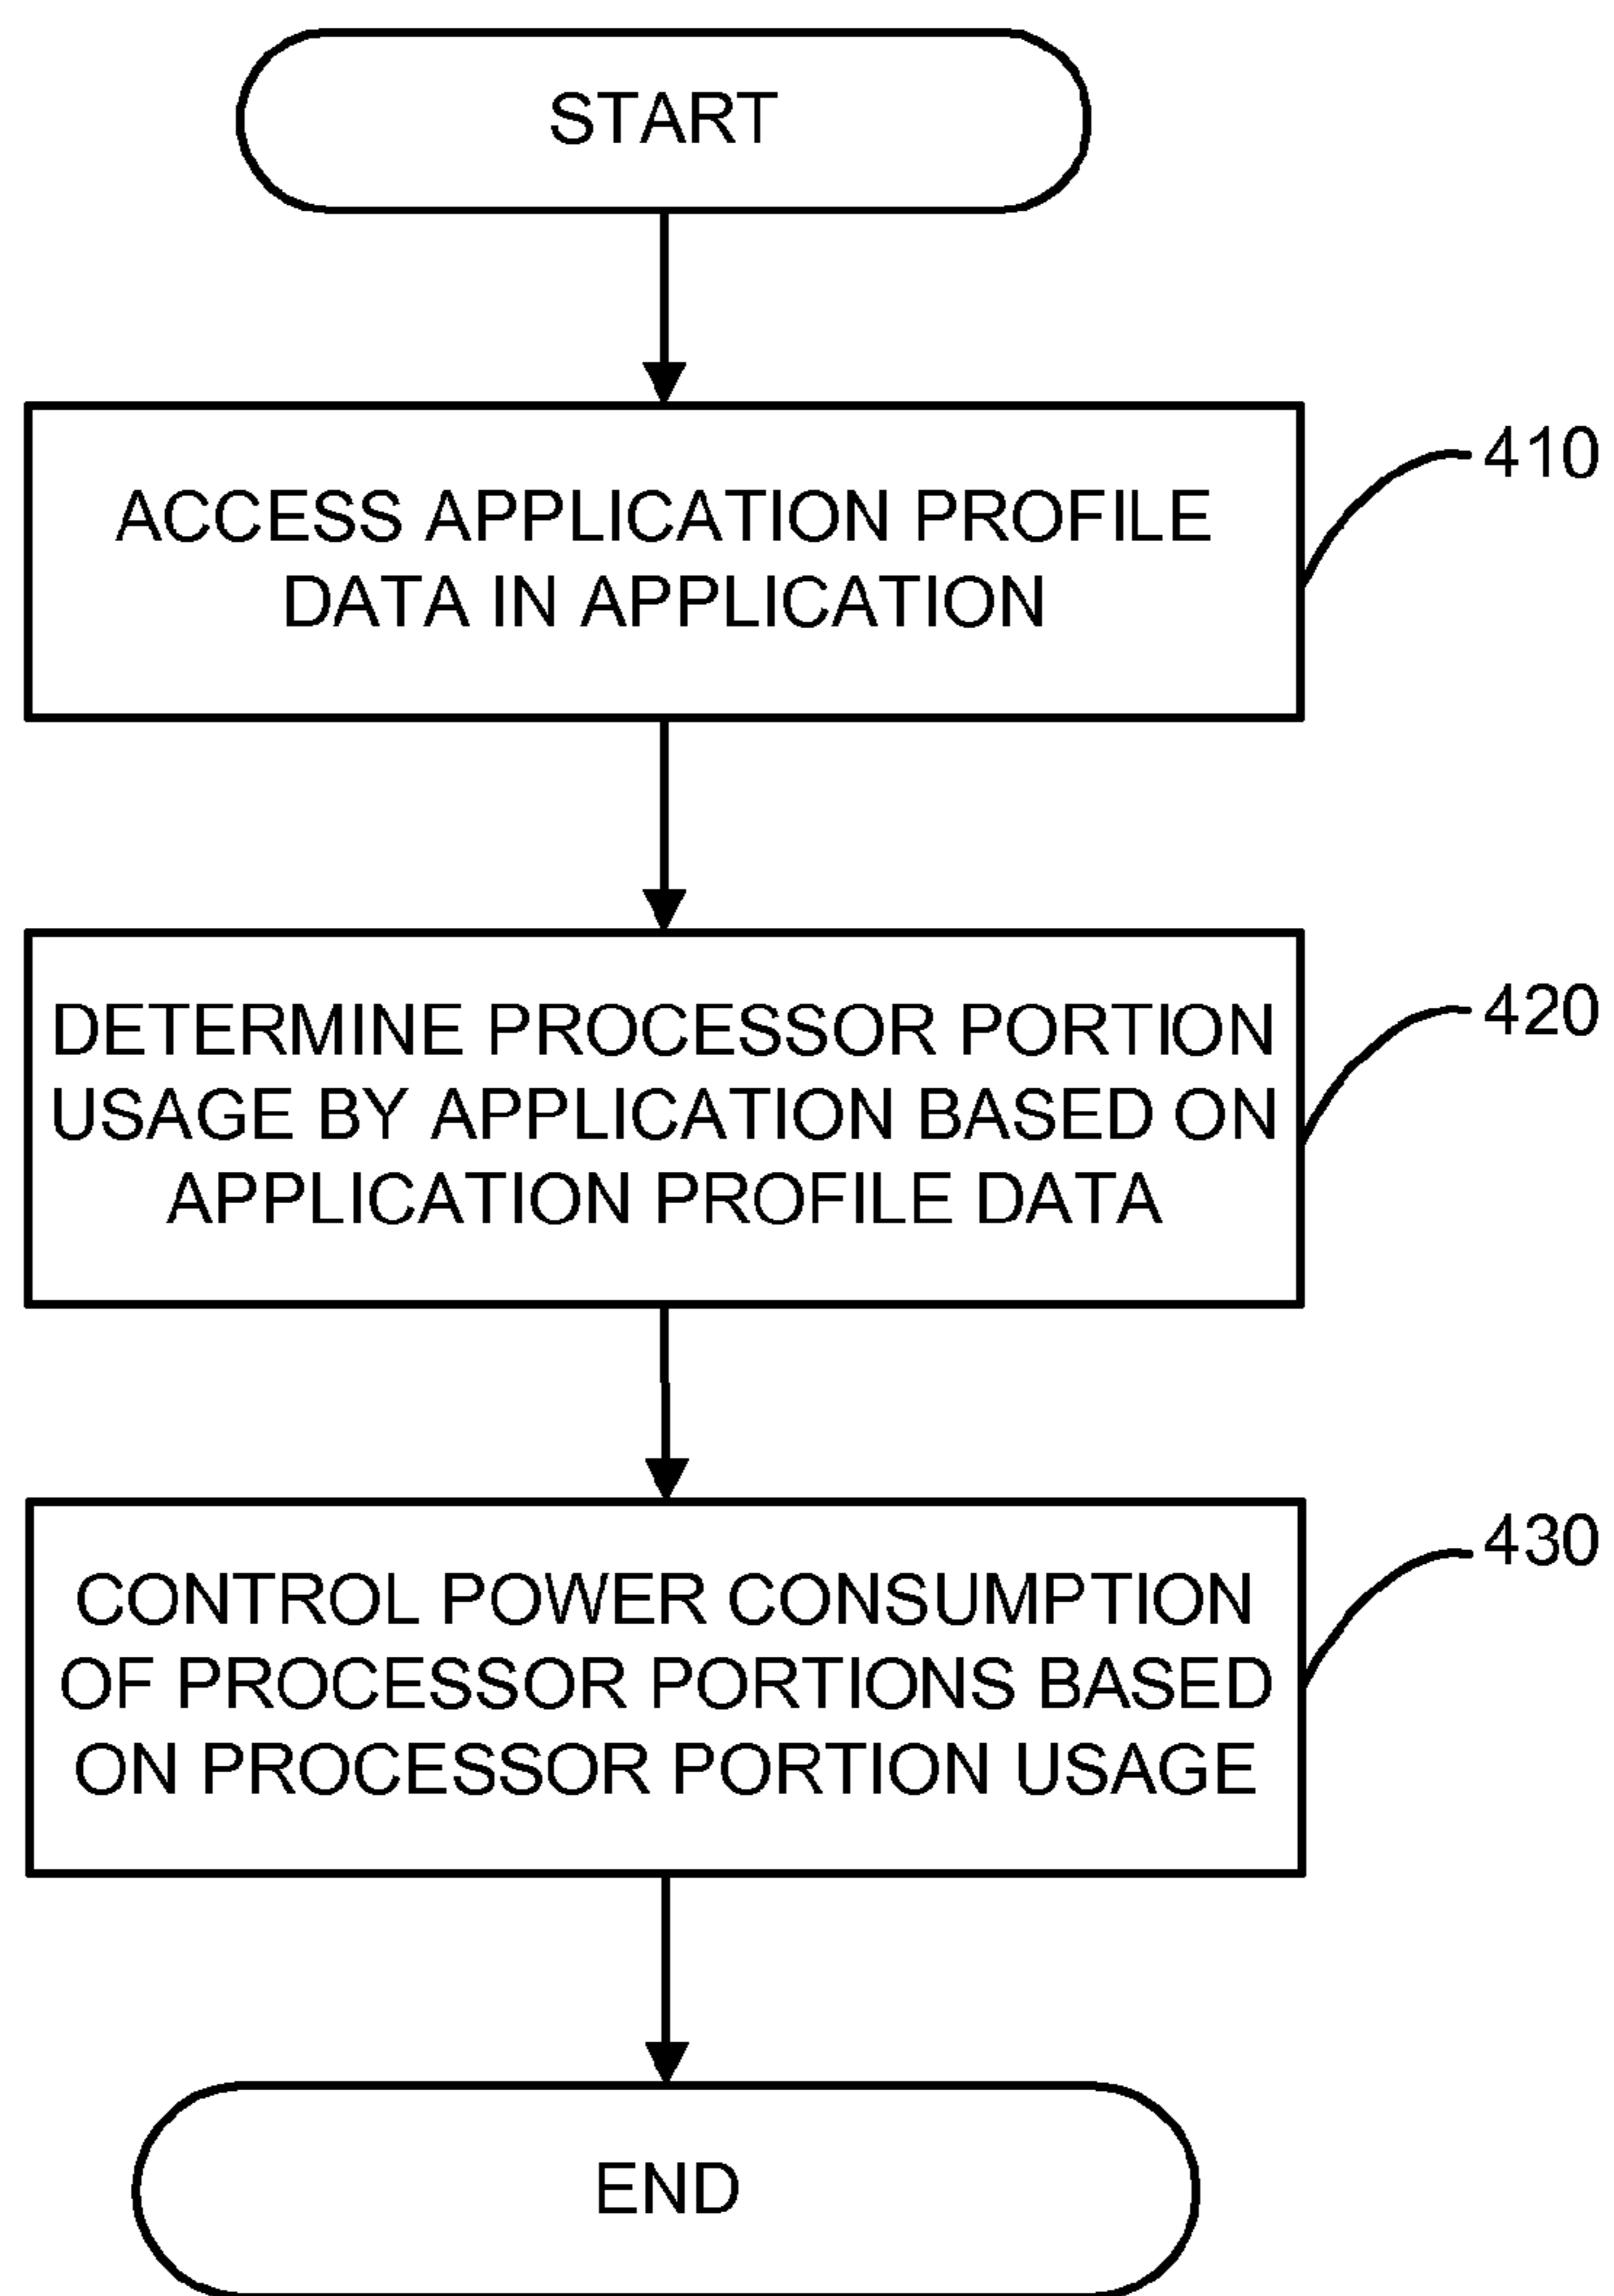 START
410
ACCESS APPLICATION PROFILE
DATA IN APPLICATION
420
DETERMINE PROCESSOR PORTION
USAGE BY APPLICATION BASED ON
APPLICATION PROFILE DATA
430
CONTROL POWER CONSUMPTION
OF PROCESSOR PORTIONS BASED
ON PROCESSOR PORTION USAGE
END